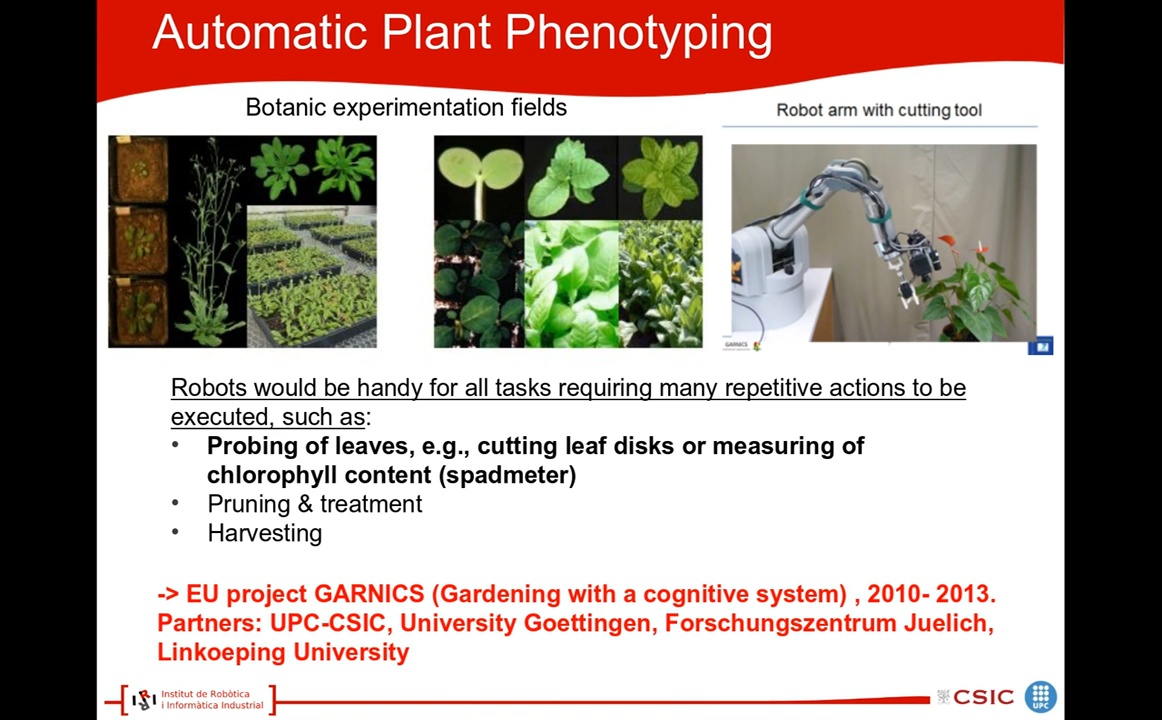 Automatic Plant Phenotyping
Botanic experimentation fields
Robot arm with cutting tool
GARNICS
Robots would be handy for all tasks requiring many repetitive actions to be
executed, such as:
• Probing of leaves, e.g., cutting leaf disks or measuring of
chlorophyll content (spadmeter)
• Pruning & treatment
• Harvesting
-> EU project GARNICS (Gardening with a cognitive system) , 2010- 2013.
Partners: UPC-CSIC, University Goettingen, Forschungszentrum Juelich,
Linkoeping University
IRI
Institut de Robòtica
i Informàtica Industrial
CSIC
UPC